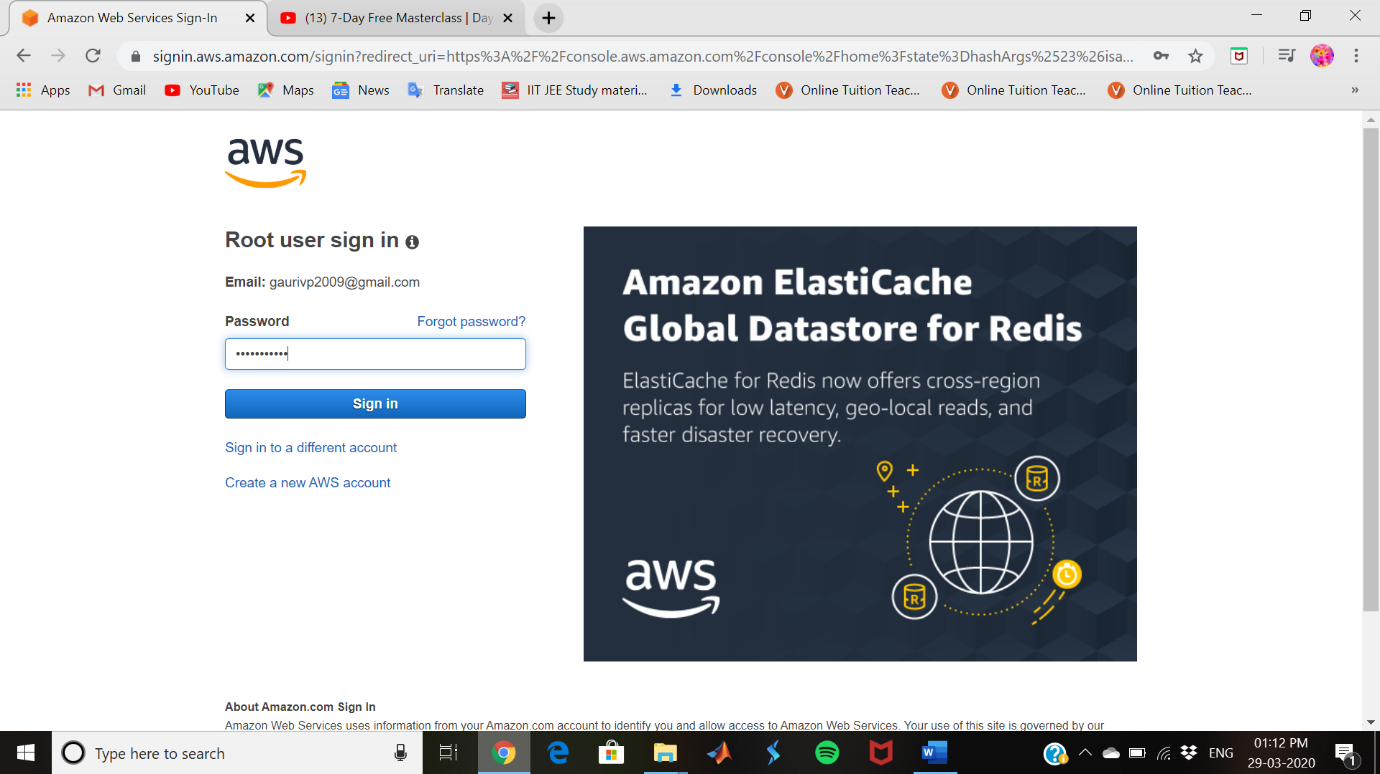 Amazon Web Services Sign-In
(13) 7-Day Free Masterclass | Day
signin.aws.amazon.com/signin?redirect_uri=https%3A%2F%2Fconsole.aws.amazon.com%2Fconsole%2Fhome%3Fstate%3DhashArgs%2523%26isa...
Apps Gmail YouTube Maps News Translate IIT JEE Study materi... Downloads Online Tuition Teac... Online Tuition Teac... Online Tuition Teac... »
aws
Root user sign in
Email: gaurivp2009@gmail.com
Password Forgot password?
Sign in
Sign in to a different account
Create a new AWS account
Amazon ElastiCache
Global Datastore for Redis
ElastiCache for Redis now offers cross-region
replicas for low latency, geo-local reads, and
faster disaster recovery.
R
R
aws
About Amazon.com Sign In
Amazon Web Services uses information from your Amazon.com account to identify you and allow access to Amazon Web Services. Your use of this site is governed by our
Type here to search
ENG
01:12 PM
29-03-2020
1